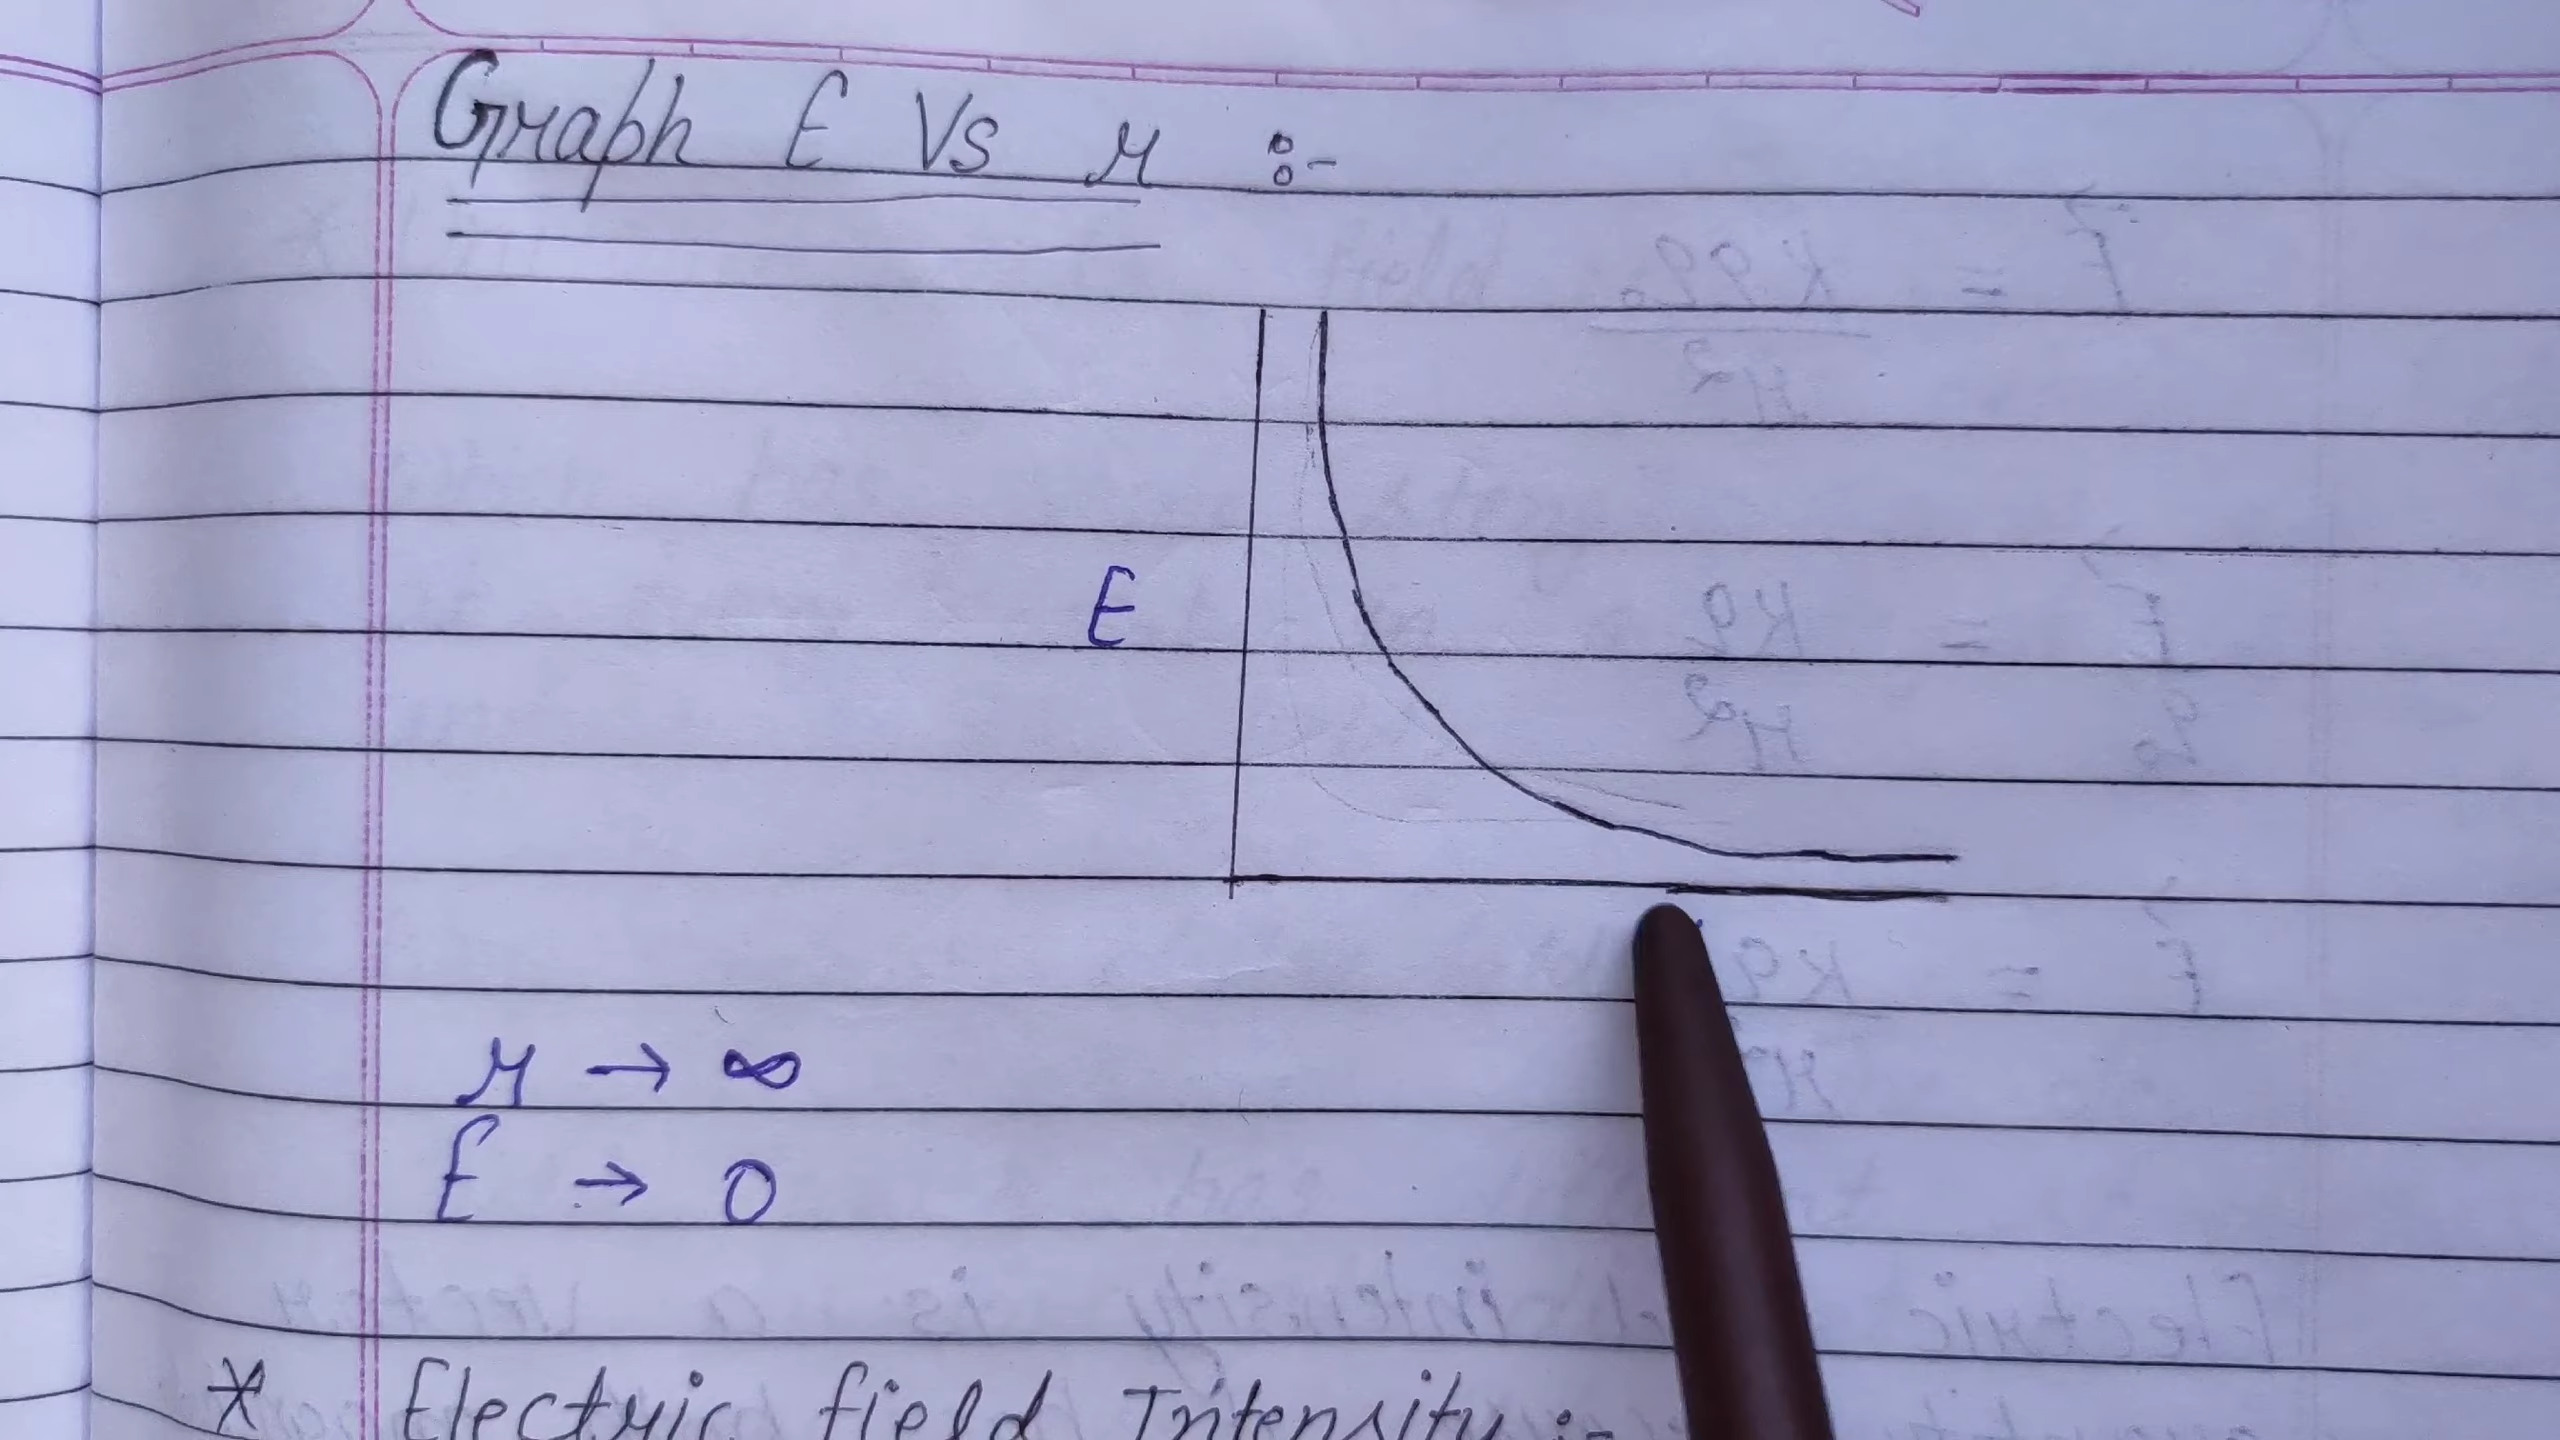 Graph E Vs r :-
E
r → ∞
E → 0
* Electric field Intensity :-